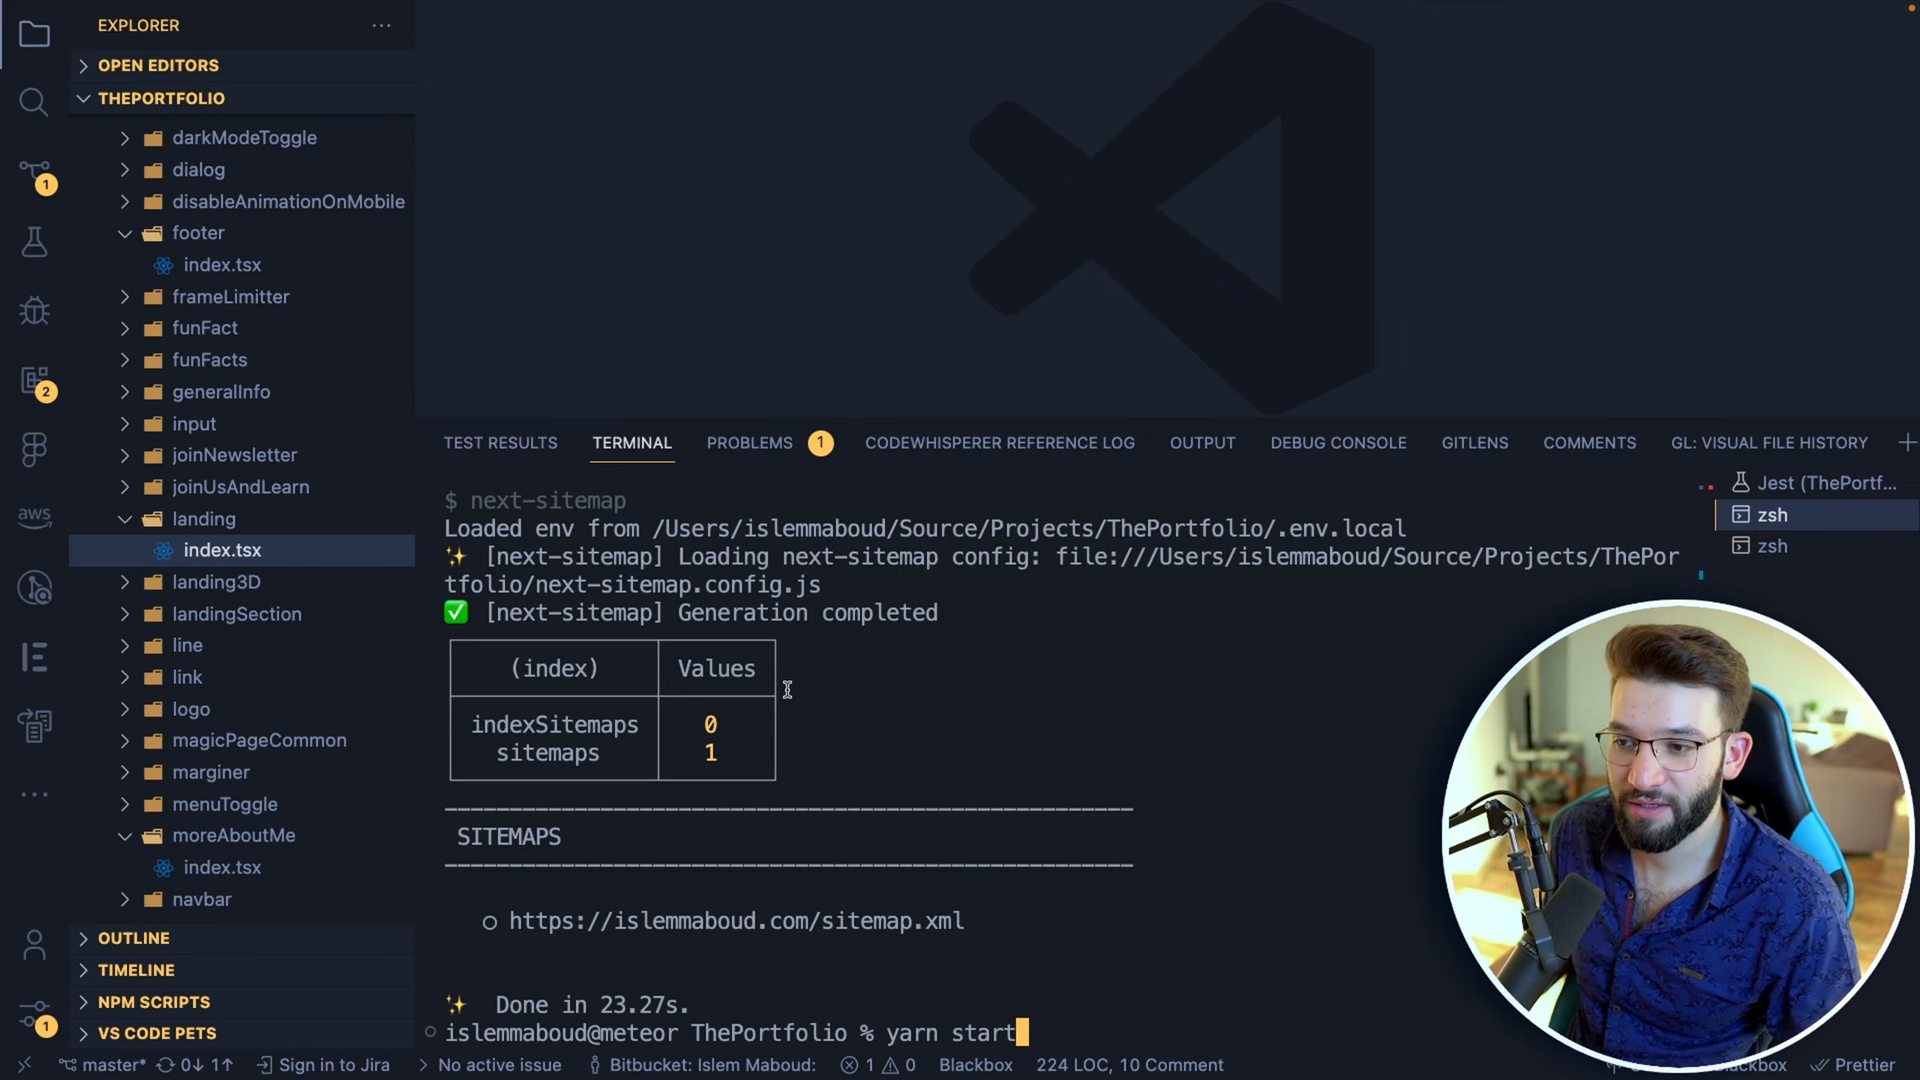 EXPLORER
OPEN EDITORS
THEPORTFOLIO
darkModeToggle
dialog
disableAnimationOnMobile
footer
index.tsx
frameLimitter
funFact
funFacts
generalInfo
input
joinNewsletter
joinUsAndLearn
landing
index.tsx
landing3D
landingSection
line
link
logo
magicPageCommon
marginer
menuToggle
moreAboutMe
index.tsx
navbar
OUTLINE
TIMELINE
NPM SCRIPTS
VS CODE PETS
1
2
aws
1
TEST RESULTS TERMINAL PROBLEMS 1 CODEWHISPERER REFERENCE LOG OUTPUT DEBUG CONSOLE GITLENS COMMENTS GL: VISUAL FILE HISTORY
$ next-sitemap
Loaded env from /Users/islemmaboud/Source/Projects/ThePortfolio/.env.local
✨ [next-sitemap] Loading next-sitemap config: file:///Users/islemmaboud/Source/Projects/ThePor
tfolio/next-sitemap.config.js
✅ [next-sitemap] Generation completed
(index) Values
indexSitemaps 0
sitemaps 1
SITEMAPS
○ https://islemmaboud.com/sitemap.xml
✨ Done in 23.27s.
islemmaboud@meteor ThePortfolio % yarn start
Jest (ThePortf...
zsh
zsh
master* 0↓ 1↑ Sign in to Jira No active issue Bitbucket: Islem Maboud: 1 0 Blackbox 224 LOC, 10 Comment Prettier